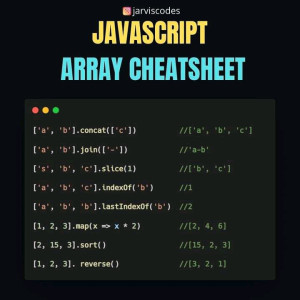 jarviscodes
JAVASCRIPT
ARRAY CHEATSHEET
['a', 'b'].concat(['c']) //['a', 'b', 'c']
['a', 'b'].join(['-']) //'a-b'
['s', 'b', 'c'].slice(1) //['b', 'c']
['a', 'b', 'c'].indexOf('b') //1
['a', 'b', 'b'].lastIndexOf('b') //2
[1, 2, 3].map(x => x * 2) //[2, 4, 6]
[2, 15, 3].sort() //[15, 2, 3]
[1, 2, 3]. reverse() //[3, 2, 1]